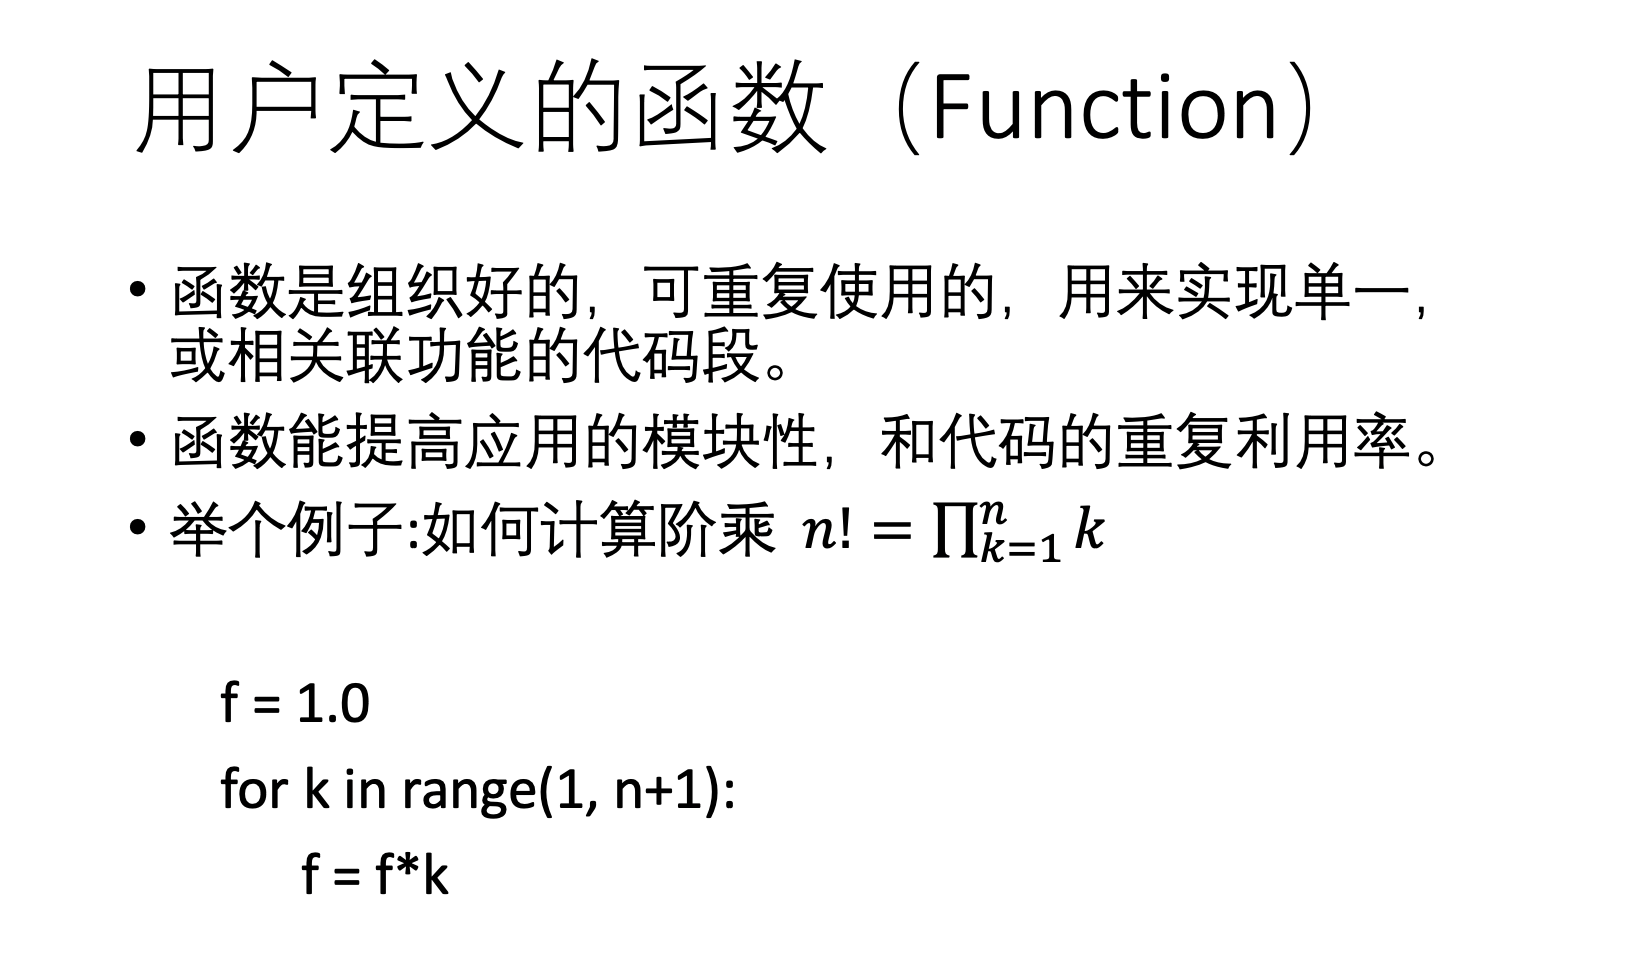 用户定义的函数（Function）
• 函数是组织好的，可重复使用的，用来实现单一，
或相关联功能的代码段。
• 函数能提高应用的模块性，和代码的重复利用率。
• 举个例子:如何计算阶乘 n! = ∏ⁿₖ₌₁ k
f = 1.0
for k in range(1, n+1):
f = f*k